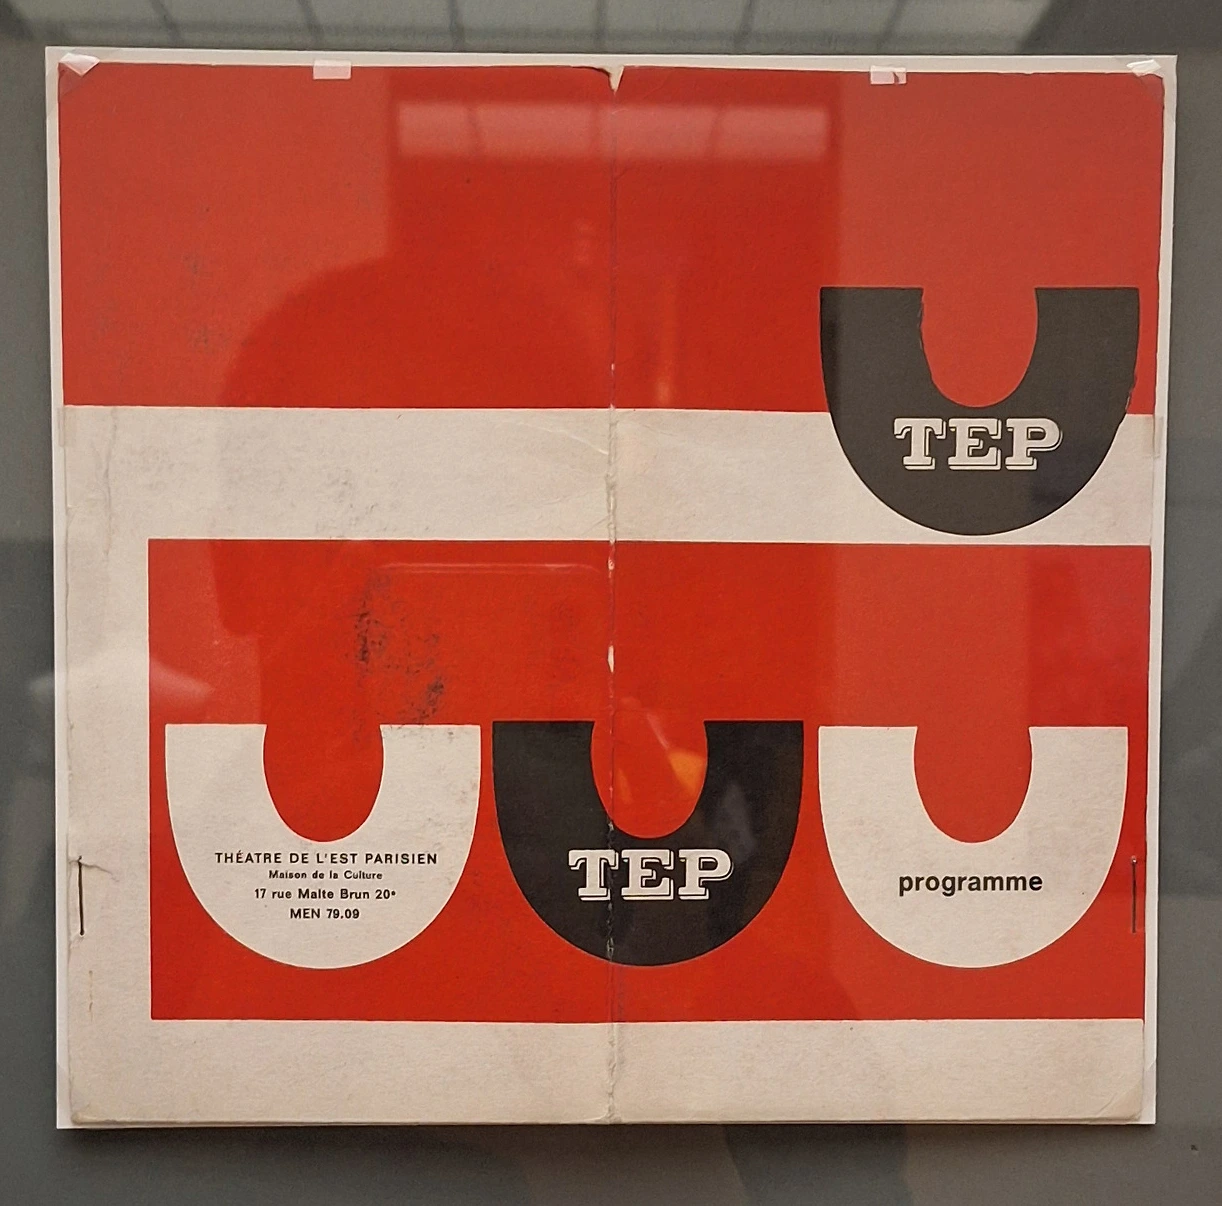 TEP
THÉATRE DE L'EST PARISIEN
Maison de la Culture
17 rue Malte Brun 20e
MEN 79.09
TEP
programme